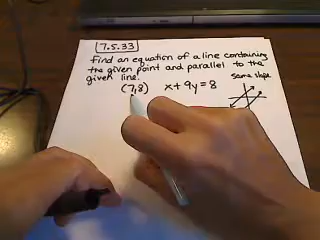 7.5.33
find an equation of a line containing
the given point and parallel to the
given line.
same slope
(7,8) x + 9y = 8